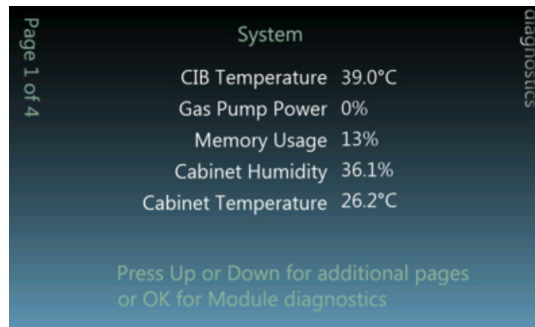 Page 1 of 4
System
diagnostics
CIB Temperature 39.0°C
Gas Pump Power 0%
Memory Usage 13%
Cabinet Humidity 36.1%
Cabinet Temperature 26.2°C
Press Up or Down for additional pages
or OK for Module diagnostics